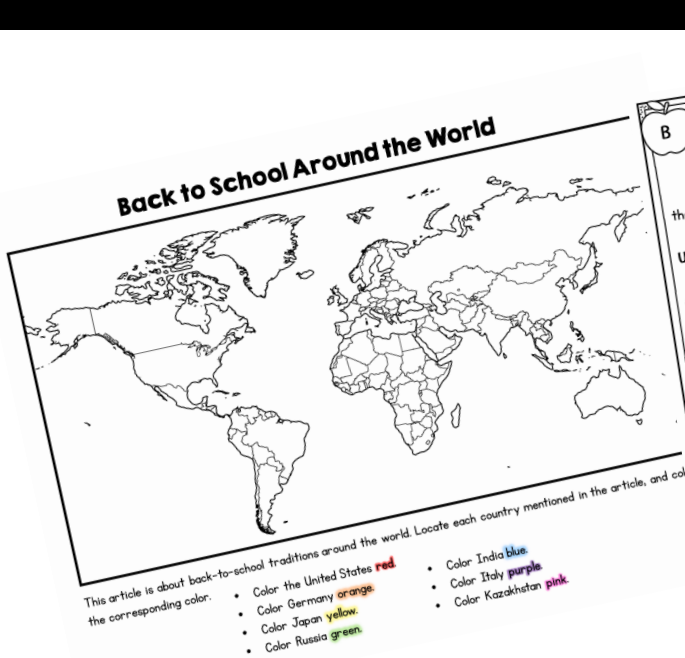 Back to School Around the World
B
th
U
This article is about back-to-school traditions around the world. Locate each country mentioned in the article, and col
the corresponding color.
• Color the United States red.
• Color Germany orange.
• Color Japan yellow.
• Color Russia green.
• Color India blue.
• Color Italy purple.
• Color Kazakhstan pink.